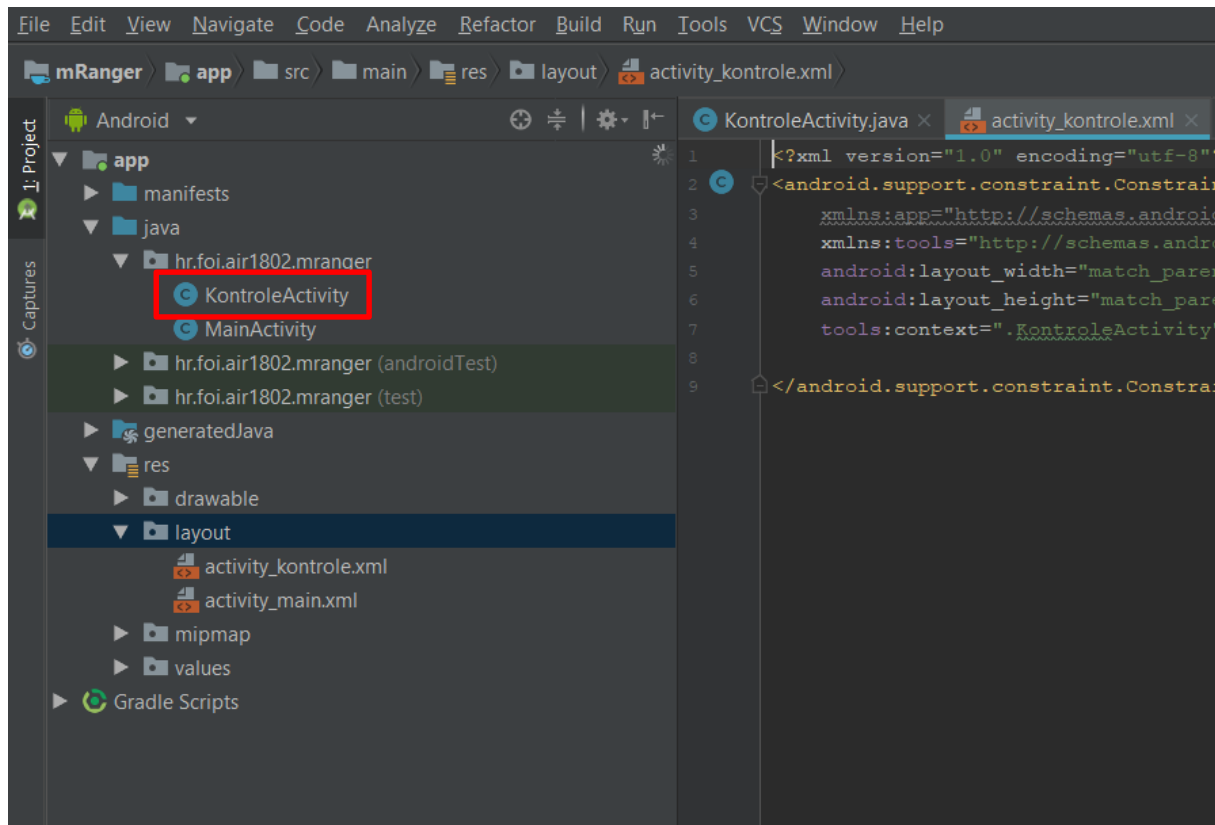 File Edit View Navigate Code Analyze Refactor Build Run Tools VCS Window Help
mRanger app src main res layout activity_kontrole.xml
1: Project
Captures
Android
app
manifests
java
hr.foi.air1802.mranger
KontroleActivity
MainActivity
hr.foi.air1802.mranger (androidTest)
hr.foi.air1802.mranger (test)
generatedJava
res
drawable
layout
activity_kontrole.xml
activity_main.xml
mipmap
values
Gradle Scripts
KontroleActivity.java activity_kontrole.xml
1 <?xml version="1.0" encoding="utf-8"
2 <android.support.constraint.Constrai
3 xmlns:app="http://schemas.androi
4 xmlns:tools="http://schemas.andr
5 android:layout_width="match_pare
6 android:layout_height="match_par
7 tools:context=".KontroleActivity"
8
9 </android.support.constraint.Constra